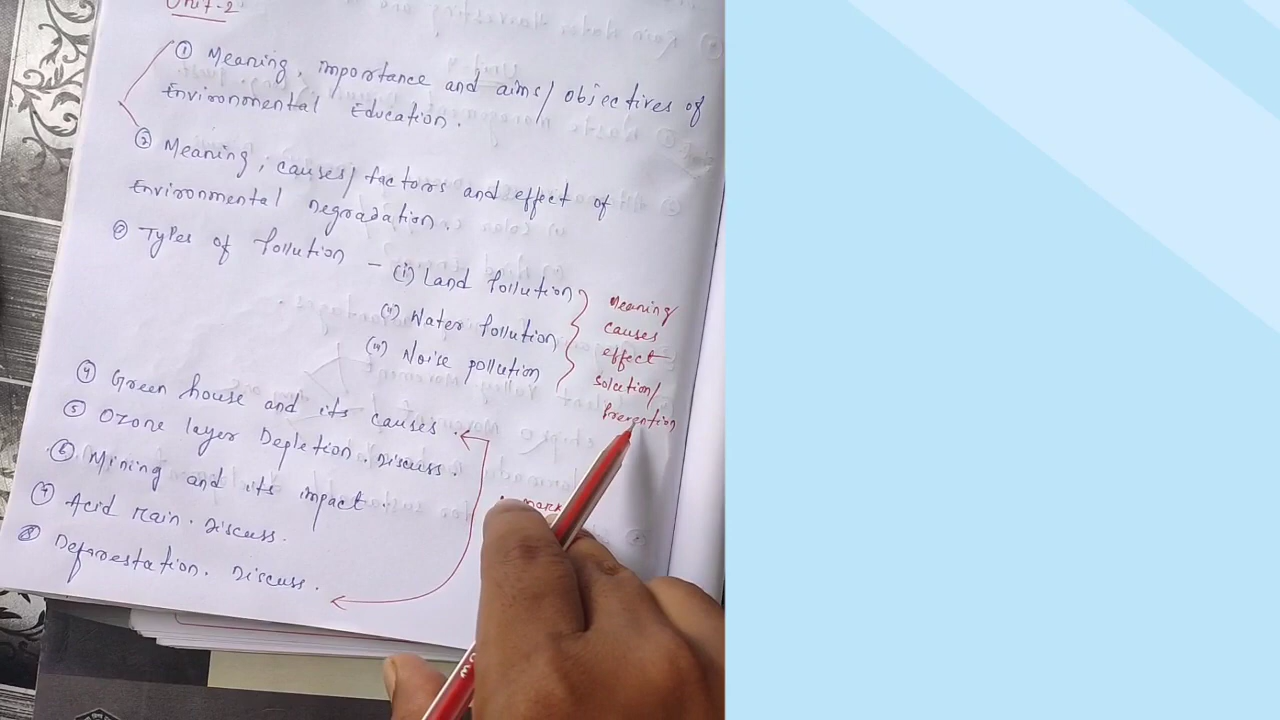 Unit-2
① Meaning, importance and aims/objectives of
Environmental Education.
② Meaning, causes/factors and effect of
Environmental Degradation.
③ Types of Pollution – (i) Land Pollution
(ii) Water Pollution
(iii) Noise pollution
Meaning
causes
effect
solution/
Prevention
④ Green house and its causes.
⑤ Ozone layer Depletion. Discuss.
⑥ Mining and its impact.
⑦ Acid rain. Discuss.
⑧ Deforestation. Discuss.
mark